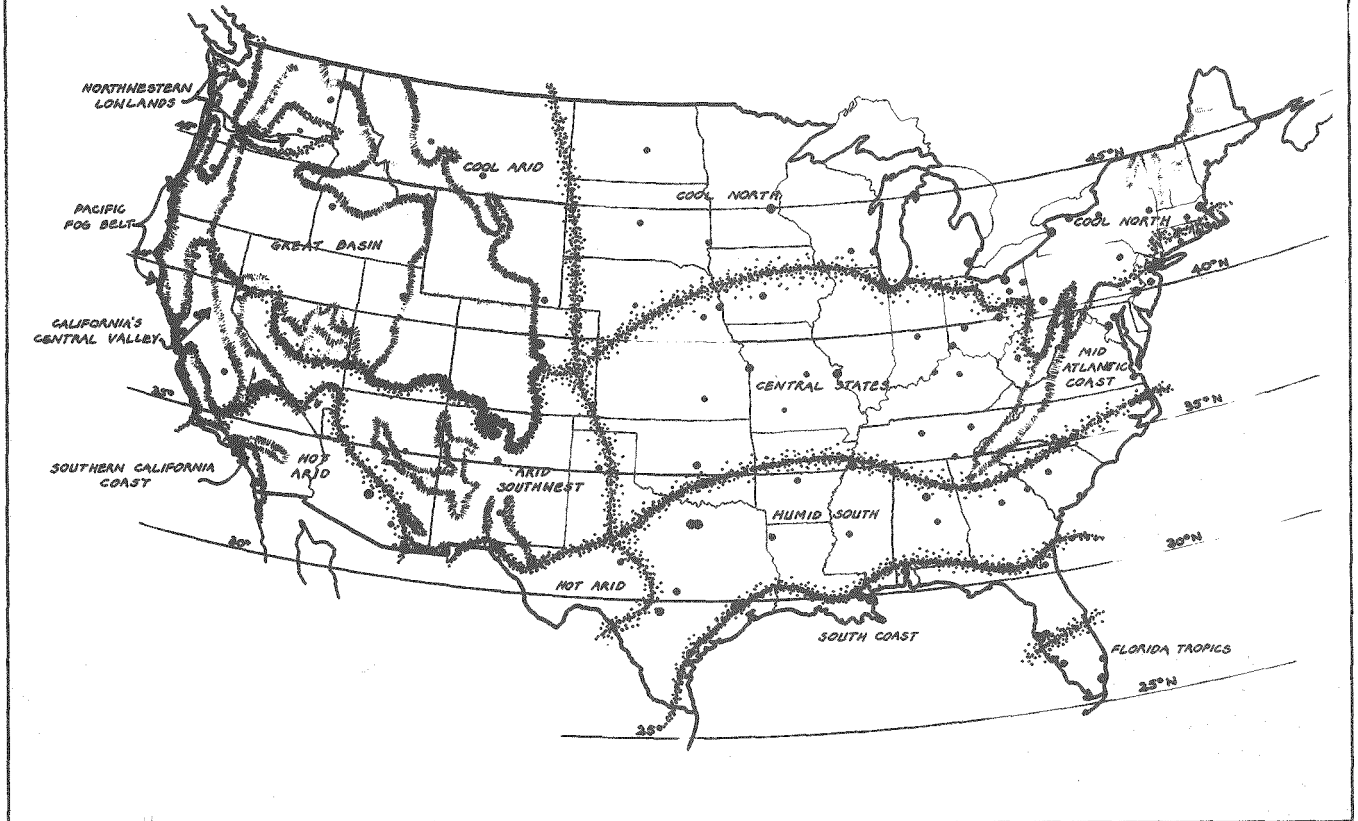 NORTHWESTERN
LOWLANDS
COOL ARID
45°N
COOL NORTH
COOL NORTH
PACIFIC
FOG BELT
GREAT BASIN
40°N
CALIFORNIA'S
CENTRAL VALLEY
MID
ATLANTIC
COAST
CENTRAL STATES
35°N
SOUTHERN CALIFORNIA
COAST
HOT
ARID
ARID
SOUTHWEST
HUMID SOUTH
30°N
HOT ARID
SOUTH COAST
FLORIDA TROPICS
25°N
25°